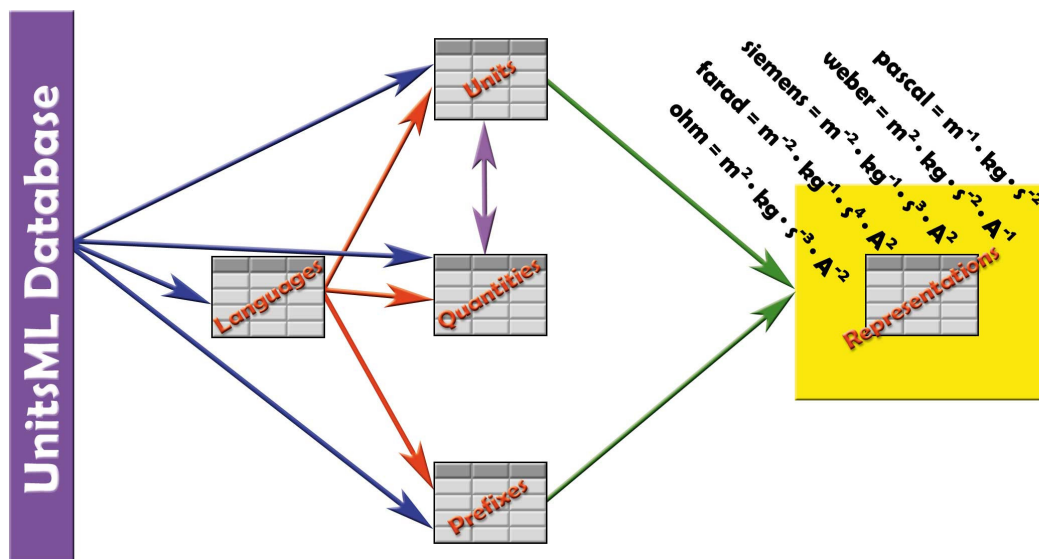 UnitsML Database
Units
Languages
Quantities
Prefixes
ohm = m²• kg • s⁻³• A⁻²
farad = m⁻²• kg⁻¹• s⁴• A²
siemens = m⁻²• kg⁻¹• s³• A²
weber = m²• kg • s⁻²• A⁻¹
pascal = m⁻¹• kg • s⁻²
Representations